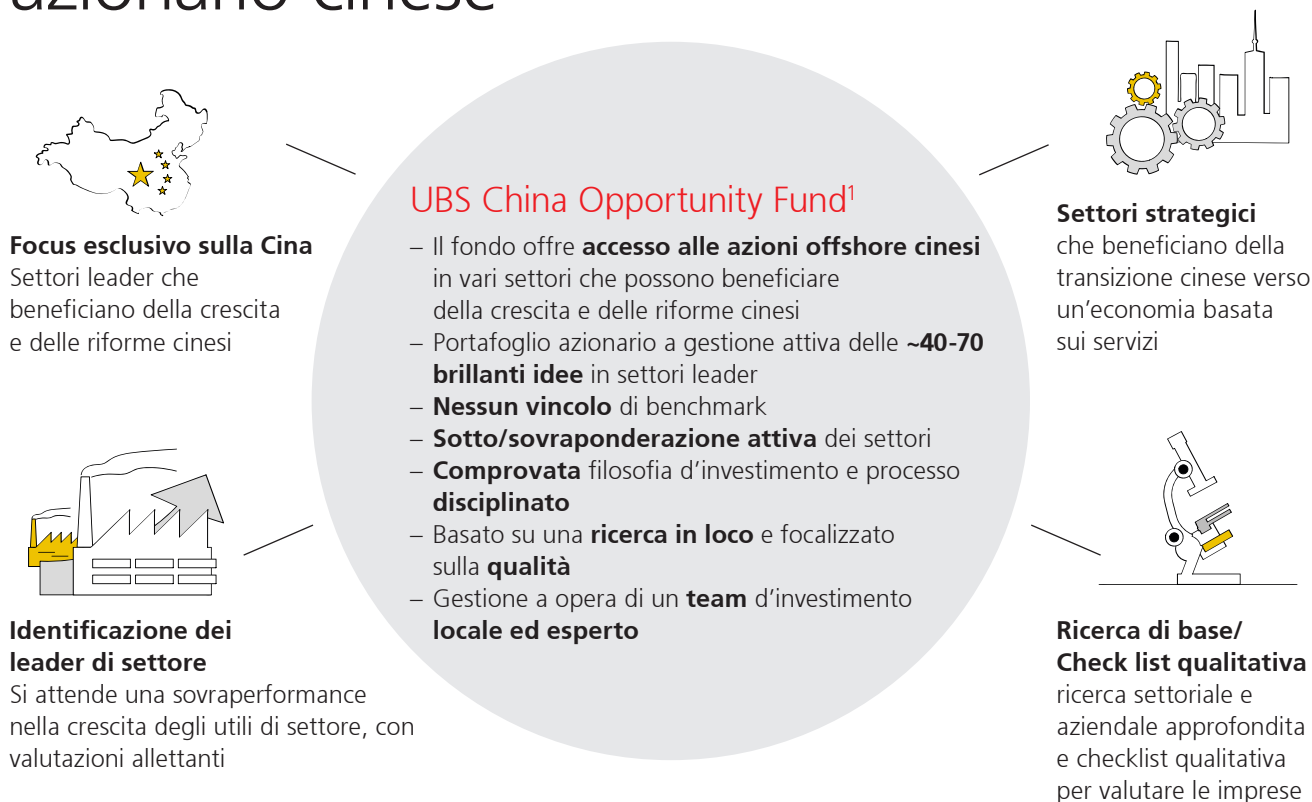 azionario cinese
Focus esclusivo sulla Cina
Settori leader che
beneficiano della crescita
e delle riforme cinesi
UBS China Opportunity Fund¹
– Il fondo offre accesso alle azioni offshore cinesi
in vari settori che possono beneficiare
della crescita e delle riforme cinesi
– Portafoglio azionario a gestione attiva delle ~40-70
brillanti idee in settori leader
– Nessun vincolo di benchmark
– Sotto/sovraponderazione attiva dei settori
– Comprovata filosofia d’investimento e processo
disciplinato
– Basato su una ricerca in loco e focalizzato
sulla qualità
– Gestione a opera di un team d’investimento
locale ed esperto
Settori strategici
che beneficiano della
transizione cinese verso
un’economia basata
sui servizi
Identificazione dei
leader di settore
Si attende una sovraperformance
nella crescita degli utili di settore, con
valutazioni allettanti
Ricerca di base/
Check list qualitativa
ricerca settoriale e
aziendale approfondita
e checklist qualitativa
per valutare le imprese